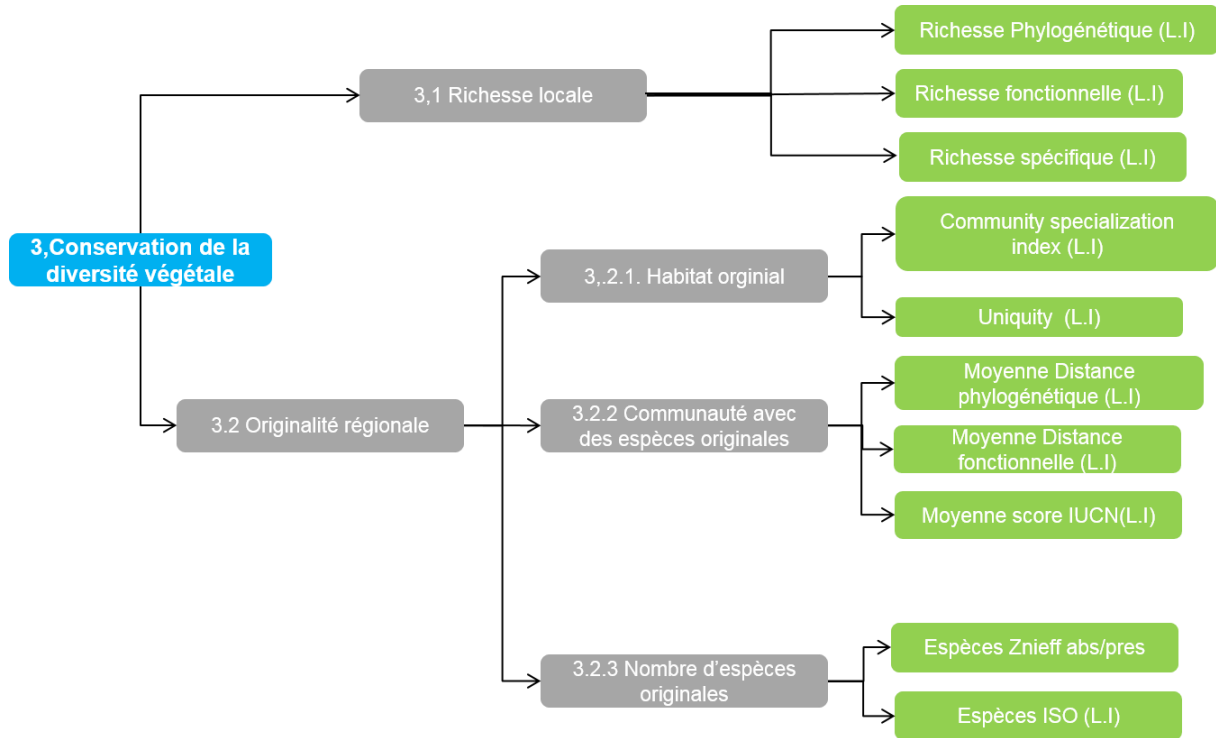 Richesse Phylogénétique (L.I)
3,1 Richesse locale
Richesse fonctionnelle (L.I)
Richesse spécifique (L.I)
3,Conservation de la
diversité végétale
Community specialization
index (L.I)
3,.2.1. Habitat orginial
Uniquity (L.I)
3.2 Originalité régionale
3.2.2 Communauté avec
des espèces originales
Moyenne Distance
phylogénétique (L.I)
Moyenne Distance
fonctionnelle (L.I)
Moyenne score IUCN(L.I)
3.2.3 Nombre d'espèces
originales
Espèces Znieff abs/pres
Espèces ISO (L.I)